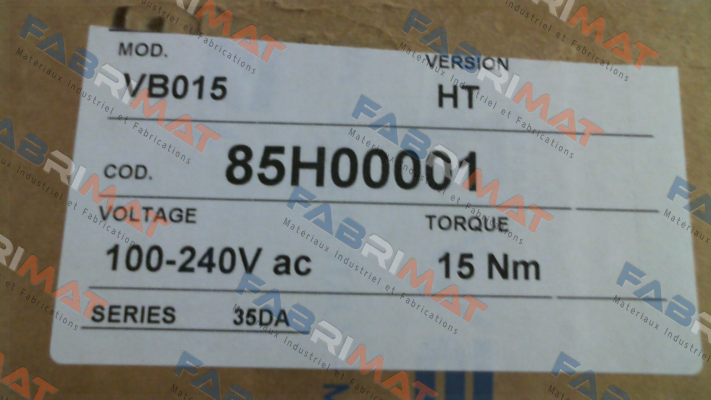 MOD.
VERSION
VB015
HT
COD.
85H00001
VOLTAGE
TORQUE
100-240V ac
15 Nm
SERIES 35DA
FABRIMAT
Materiaux Industriel et Fabrications